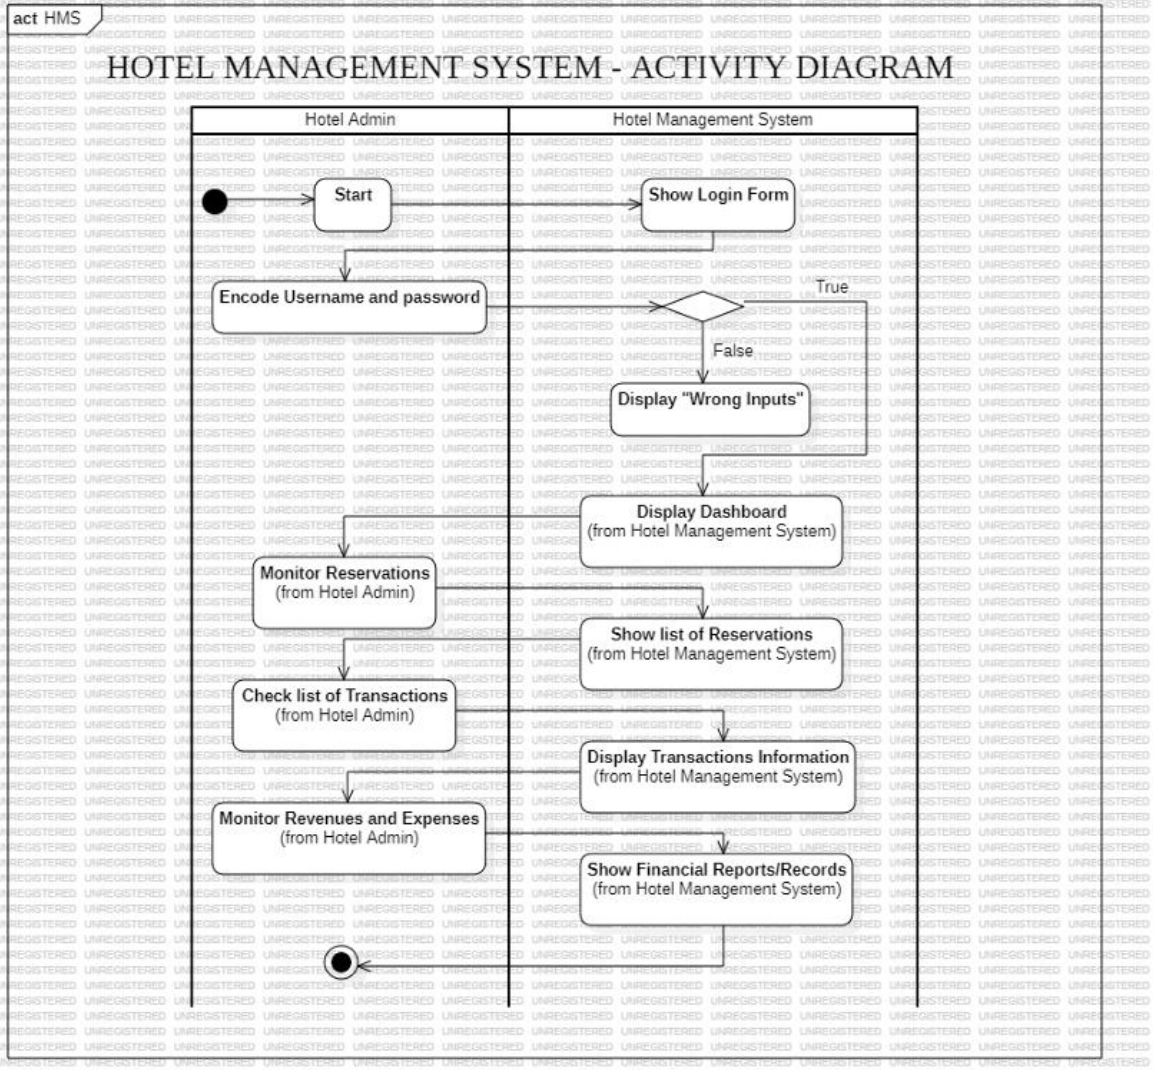 act HMS
HOTEL MANAGEMENT SYSTEM - ACTIVITY DIAGRAM
Hotel Admin
Hotel Management System
Start
Show Login Form
Encode Username and password
True
False
Display "Wrong Inputs"
Display Dashboard
(from Hotel Management System)
Monitor Reservations
(from Hotel Admin)
Show list of Reservations
(from Hotel Management System)
Check list of Transactions
(from Hotel Admin)
Display Transactions Information
(from Hotel Management System)
Monitor Revenues and Expenses
(from Hotel Admin)
Show Financial Reports/Records
(from Hotel Management System)
UNREGISTERED